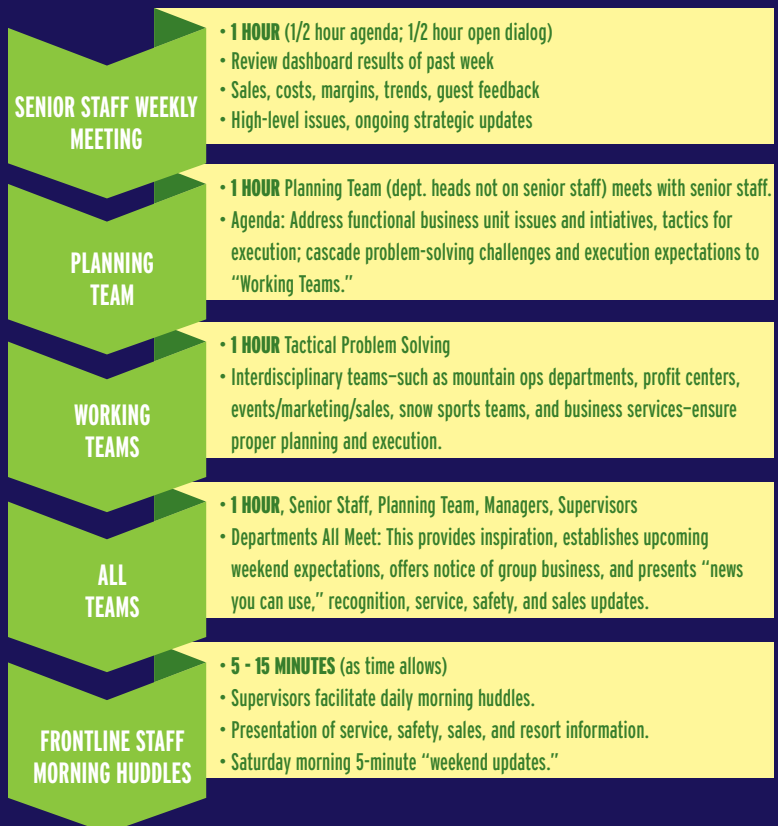 SENIOR STAFF WEEKLY
MEETING
• 1 HOUR (1/2 hour agenda; 1/2 hour open dialog)
• Review dashboard results of past week
• Sales, costs, margins, trends, guest feedback
• High-level issues, ongoing strategic updates
PLANNING
TEAM
• 1 HOUR Planning Team (dept. heads not on senior staff) meets with senior staff.
• Agenda: Address functional business unit issues and intiatives, tactics for
execution; cascade problem-solving challenges and execution expectations to
“Working Teams.”
WORKING
TEAMS
• 1 HOUR Tactical Problem Solving
• Interdisciplinary teams–such as mountain ops departments, profit centers,
events/marketing/sales, snow sports teams, and business services–ensure
proper planning and execution.
ALL
TEAMS
• 1 HOUR, Senior Staff, Planning Team, Managers, Supervisors
• Departments All Meet: This provides inspiration, establishes upcoming
weekend expectations, offers notice of group business, and presents “news
you can use,” recognition, service, safety, and sales updates.
FRONTLINE STAFF
MORNING HUDDLES
• 5 - 15 MINUTES (as time allows)
• Supervisors facilitate daily morning huddles.
• Presentation of service, safety, sales, and resort information.
• Saturday morning 5-minute “weekend updates.”